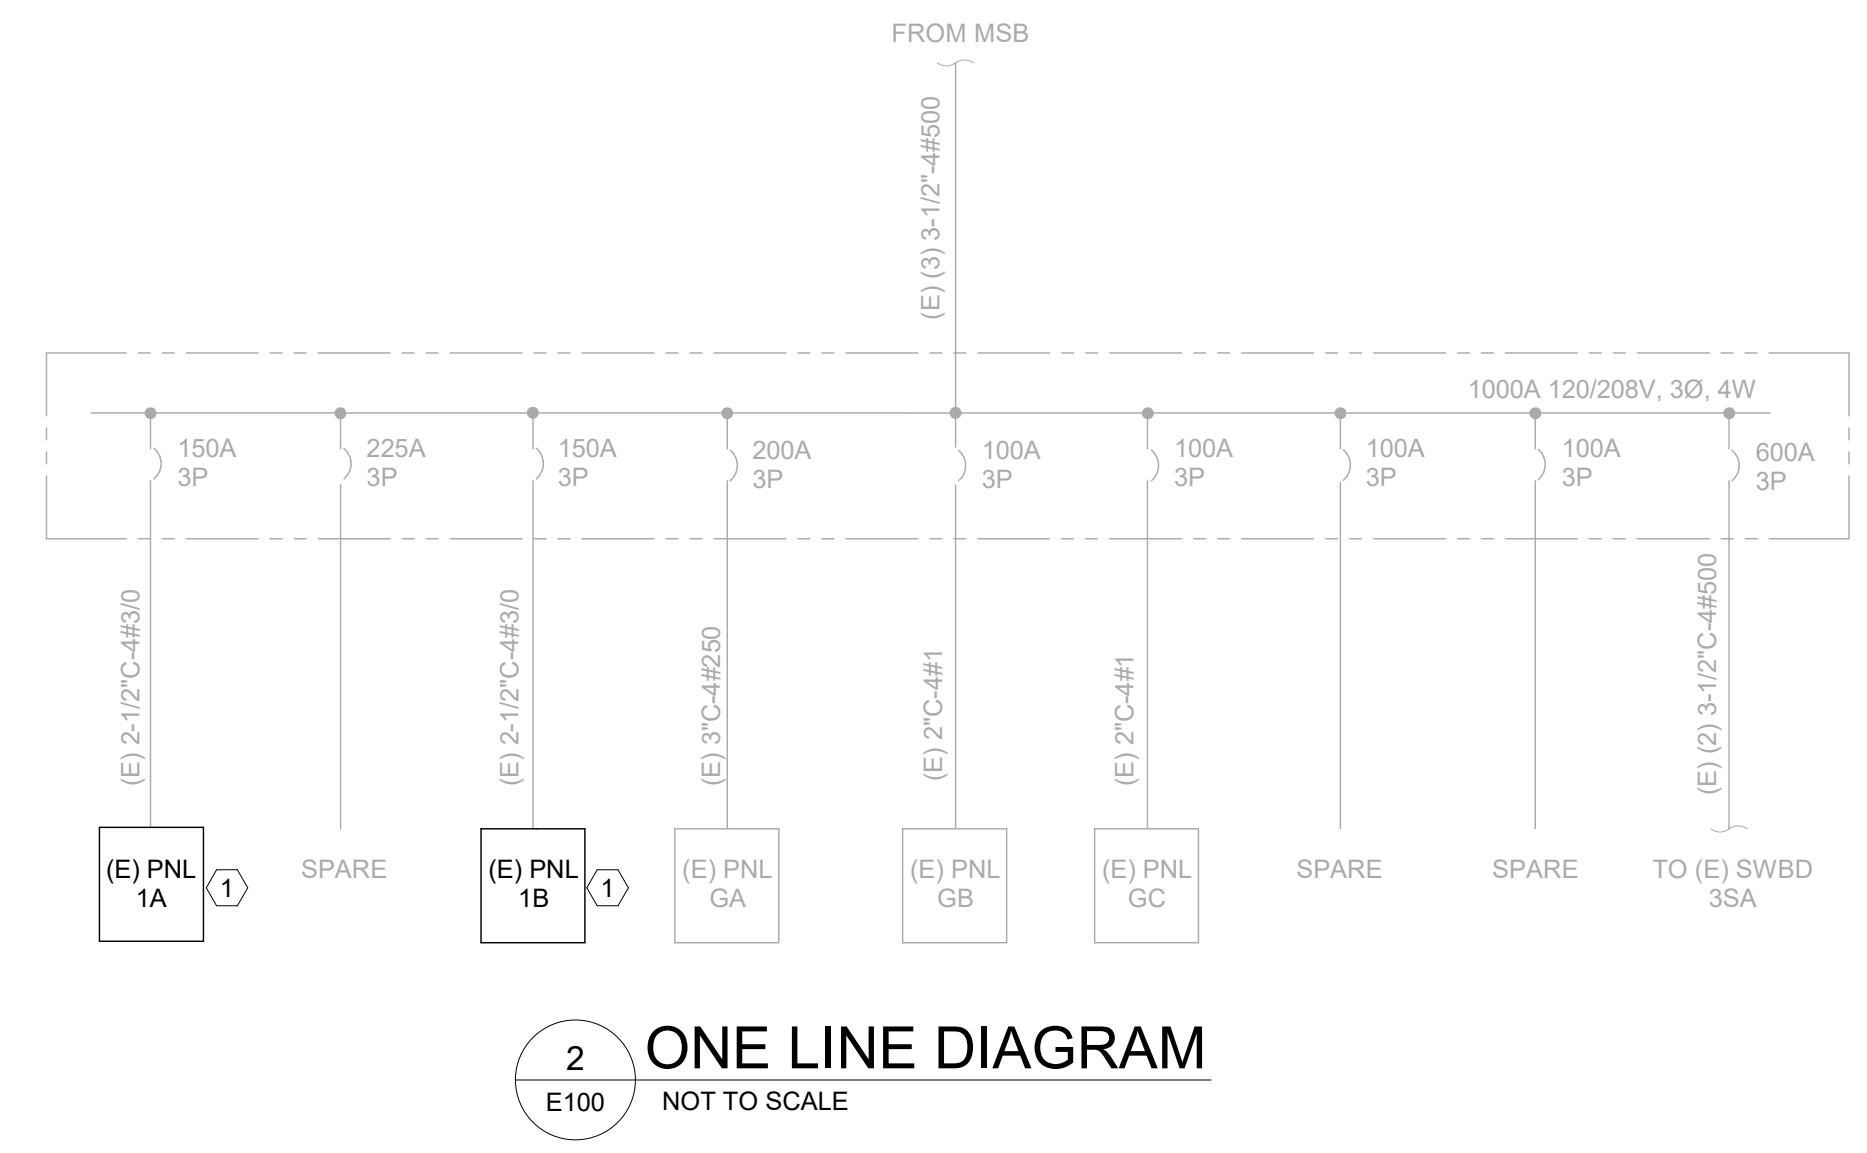 FROM MSB
(E) (3) 3-1/2"-4#500
1000A 120/208V, 3Ø, 4W
150A
3P
225A
3P
150A
3P
200A
3P
100A
3P
100A
3P
100A
3P
100A
3P
600A
3P
(E) 2-1/2"C-4#3/0
(E) 2-1/2"C-4#3/0
(E) 3"C-4#250
(E) 2"C-4#1
(E) 2"C-4#1
(E) (2) 3-1/2"C-4#500
(E) PNL
1A
1
SPARE
(E) PNL
1B
1
(E) PNL
GA
(E) PNL
GB
(E) PNL
GC
SPARE
SPARE
TO (E) SWBD
3SA
2
E100
ONE LINE DIAGRAM
NOT TO SCALE